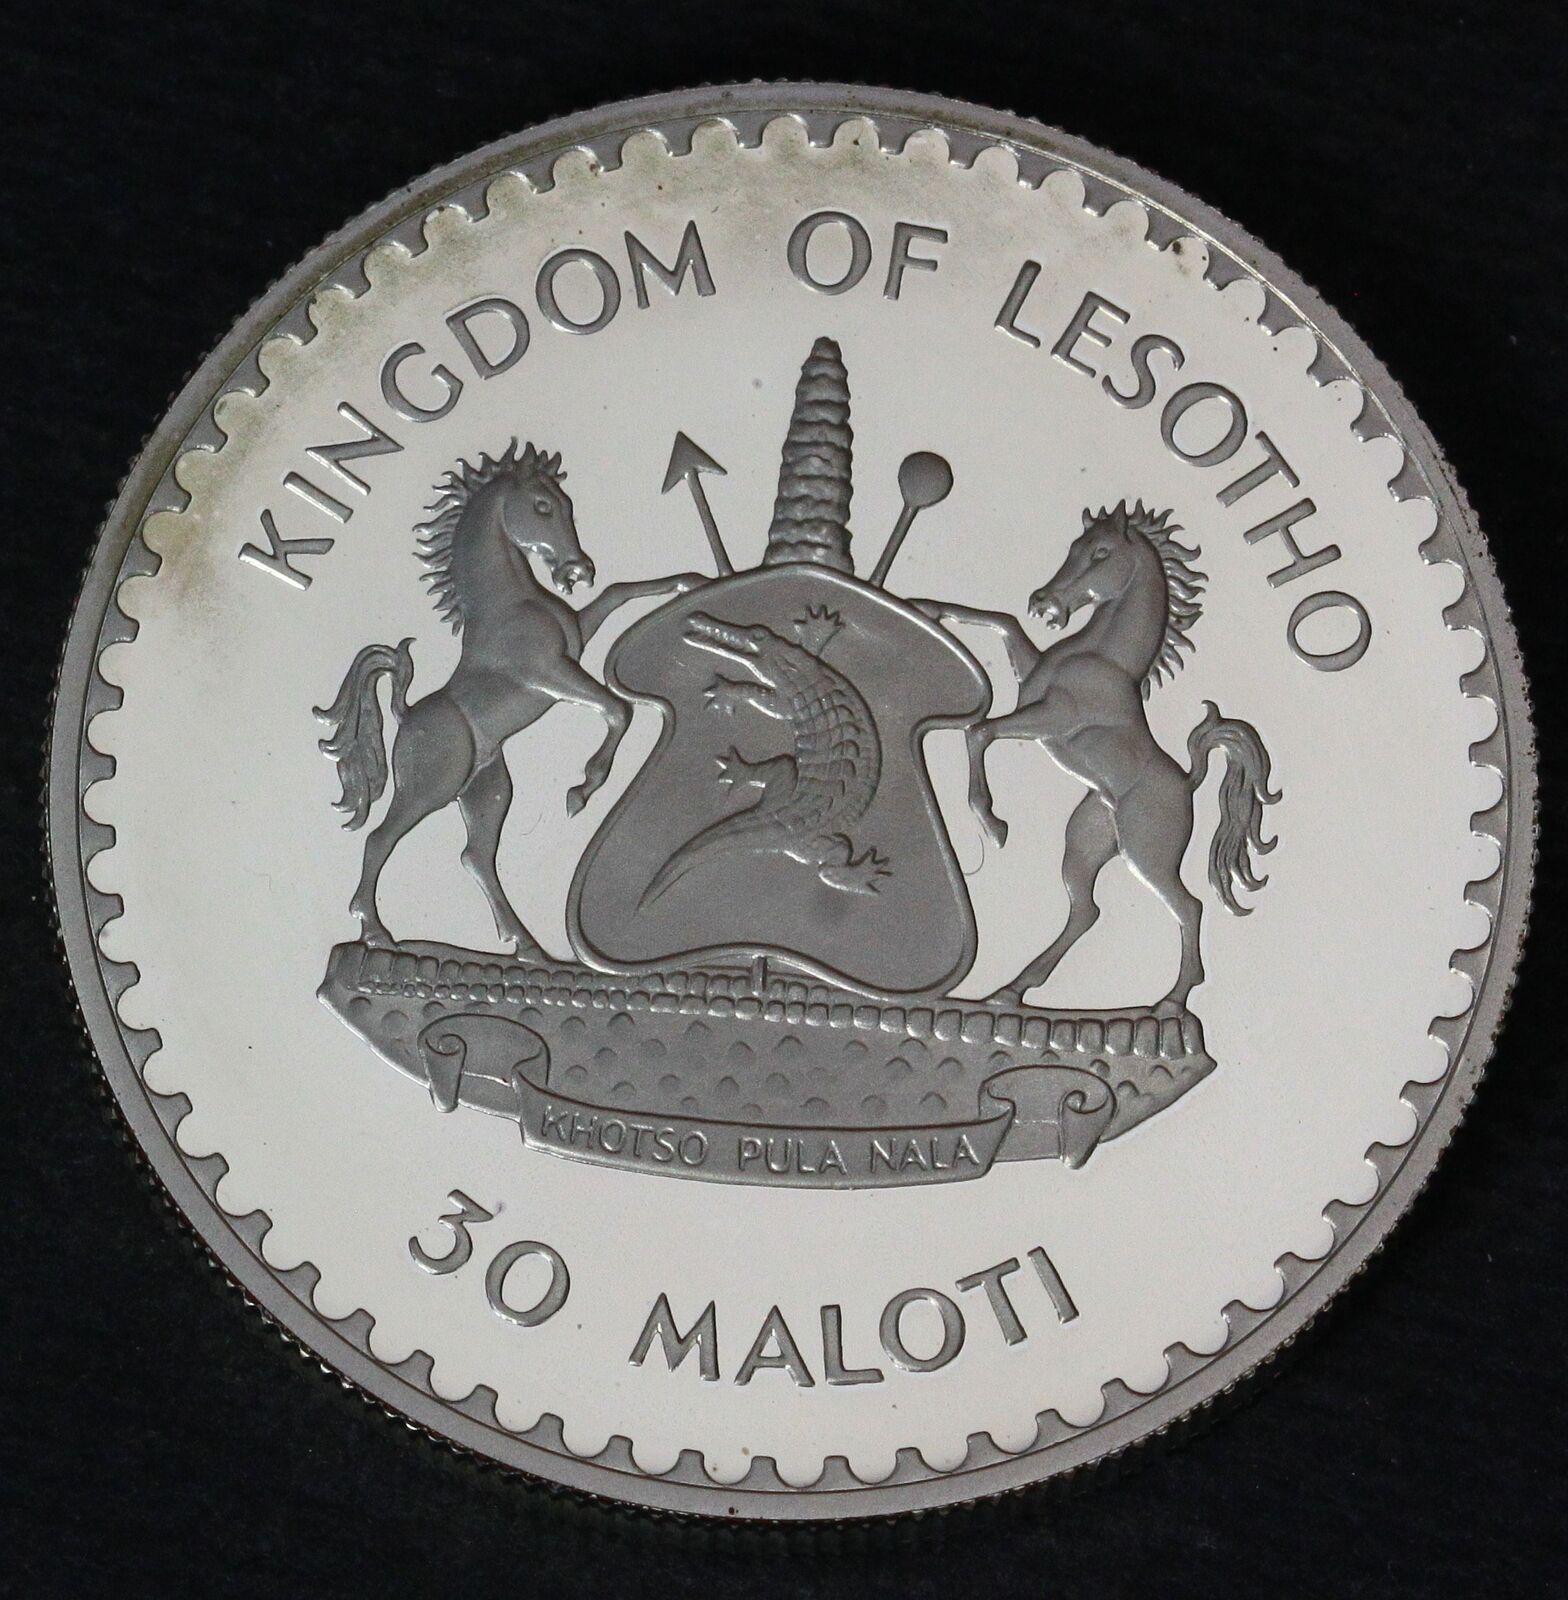 KINGDOM OF LESOTHO
KHOTSO PULA NALA
30 MALOTI